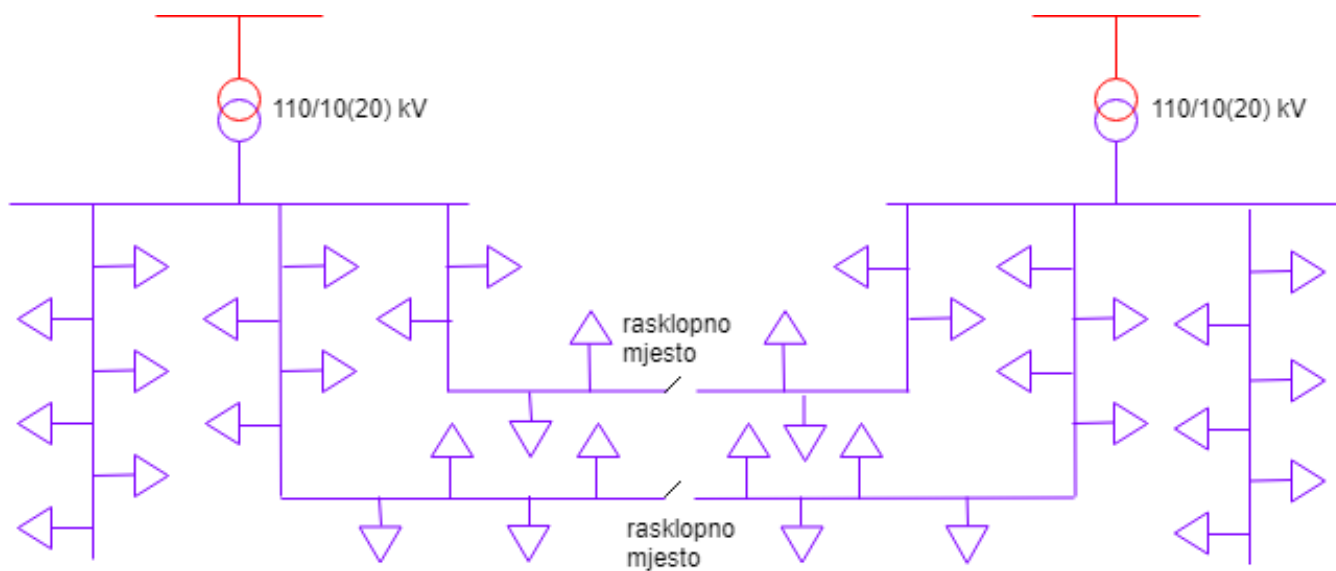 110/10(20) kV
110/10(20) kV
rasklopno
mjesto
rasklopno
mjesto